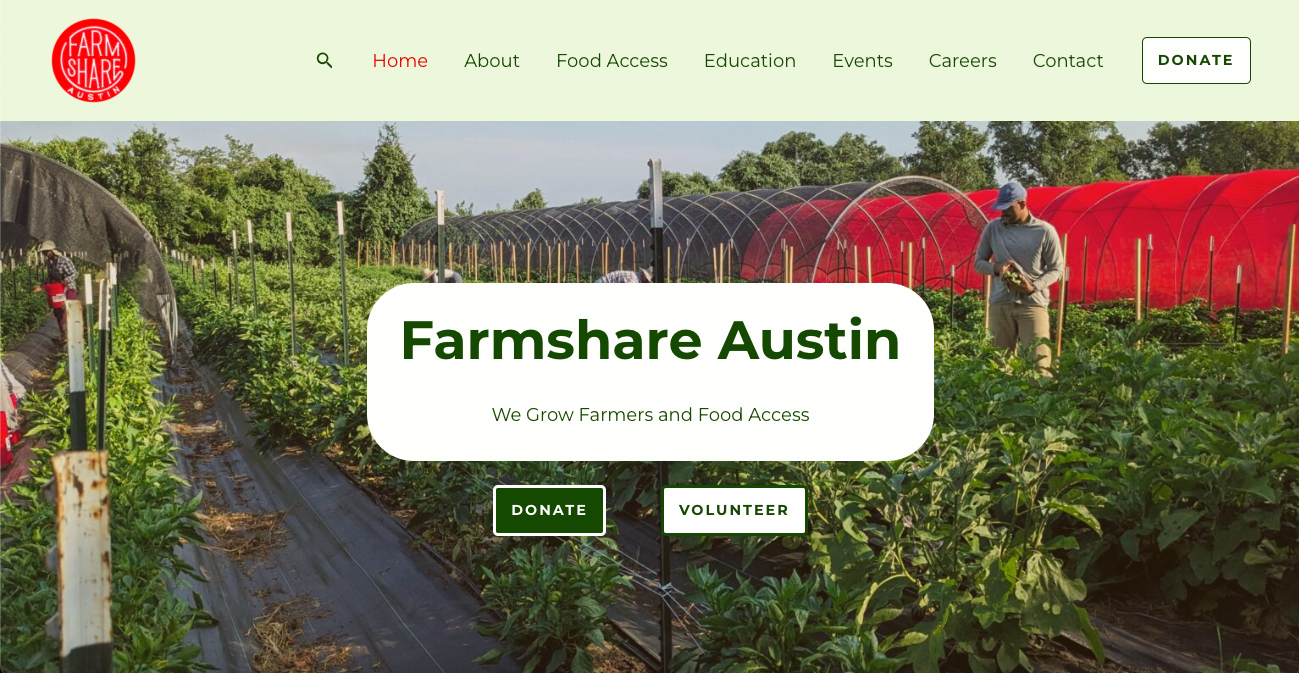 FARM
SHARE
AUSTIN
Home
About
Food Access
Education
Events
Careers
Contact
DONATE
Farmshare Austin
We Grow Farmers and Food Access
DONATE
VOLUNTEER